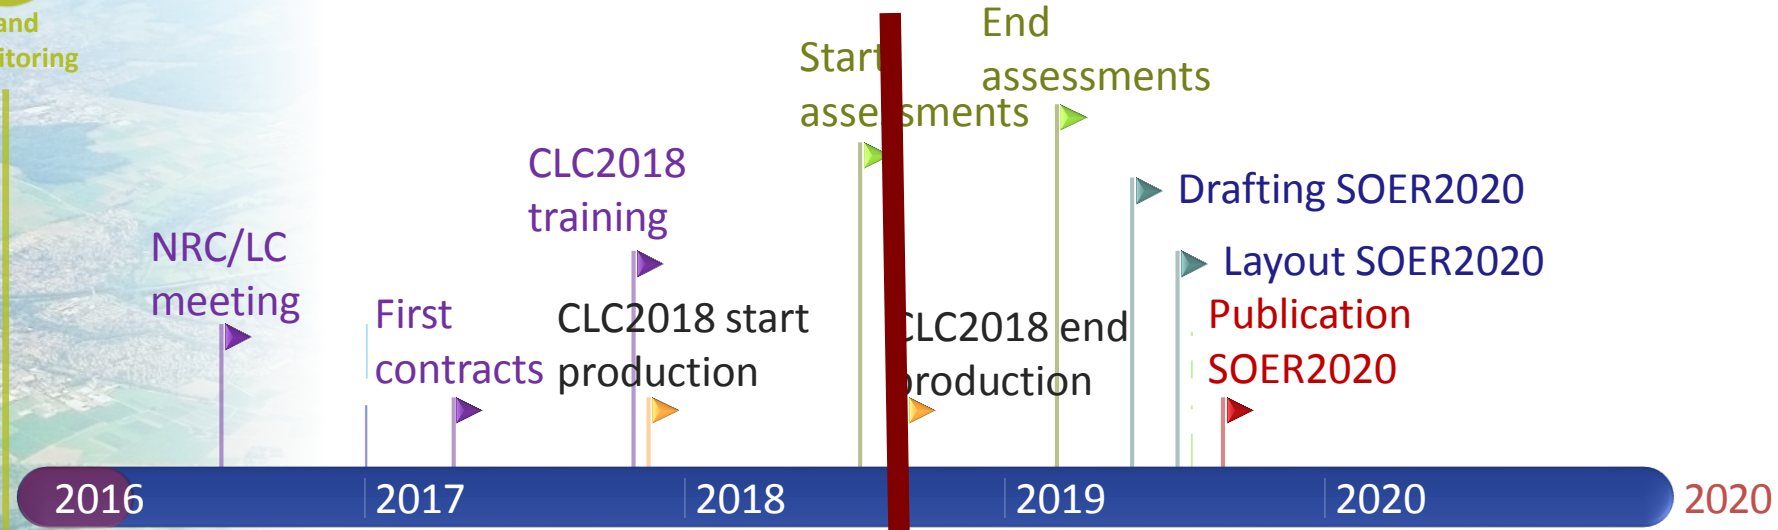 and
itoring
End
assessments
Start
assessments
CLC2018
training
Drafting SOER2020
NRC/LC
meeting
Layout SOER2020
First
contracts
CLC2018 start
production
CLC2018 end
production
Publication
SOER2020
2016
2017
2018
2019
2020
2020